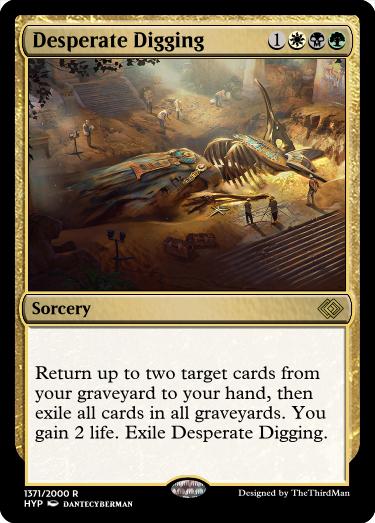 Desperate Digging 1
Sorcery
Return up to two target cards from
your graveyard to your hand, then
exile all cards in all graveyards. You
gain 2 life. Exile Desperate Digging.
1371/2000 R
HYP DANTECYBERMAN Designed by TheThirdMan